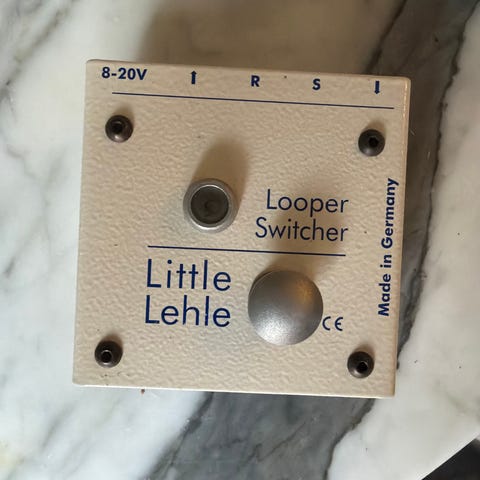 8-20V ↑ R S ↓
Looper
Switcher
Little
Lehle
CE
Made in Germany